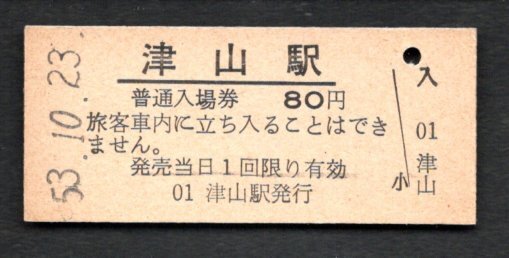 53.10.23
津山駅
普通入場券 80円
旅客車内に立ち入ることはでき
ません。
発売当日1回限り有効
01 津山駅発行
入
01
津山
小